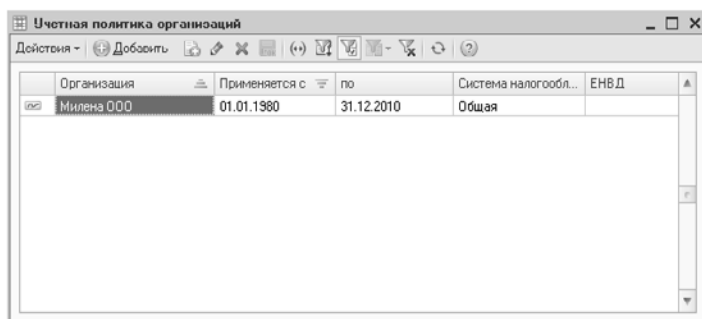 Учетная политика организаций
Действия Добавить
Организация Применяется с по Система налогообл... ЕНВД
Милена ООО 01.01.1980 31.12.2010 Общая